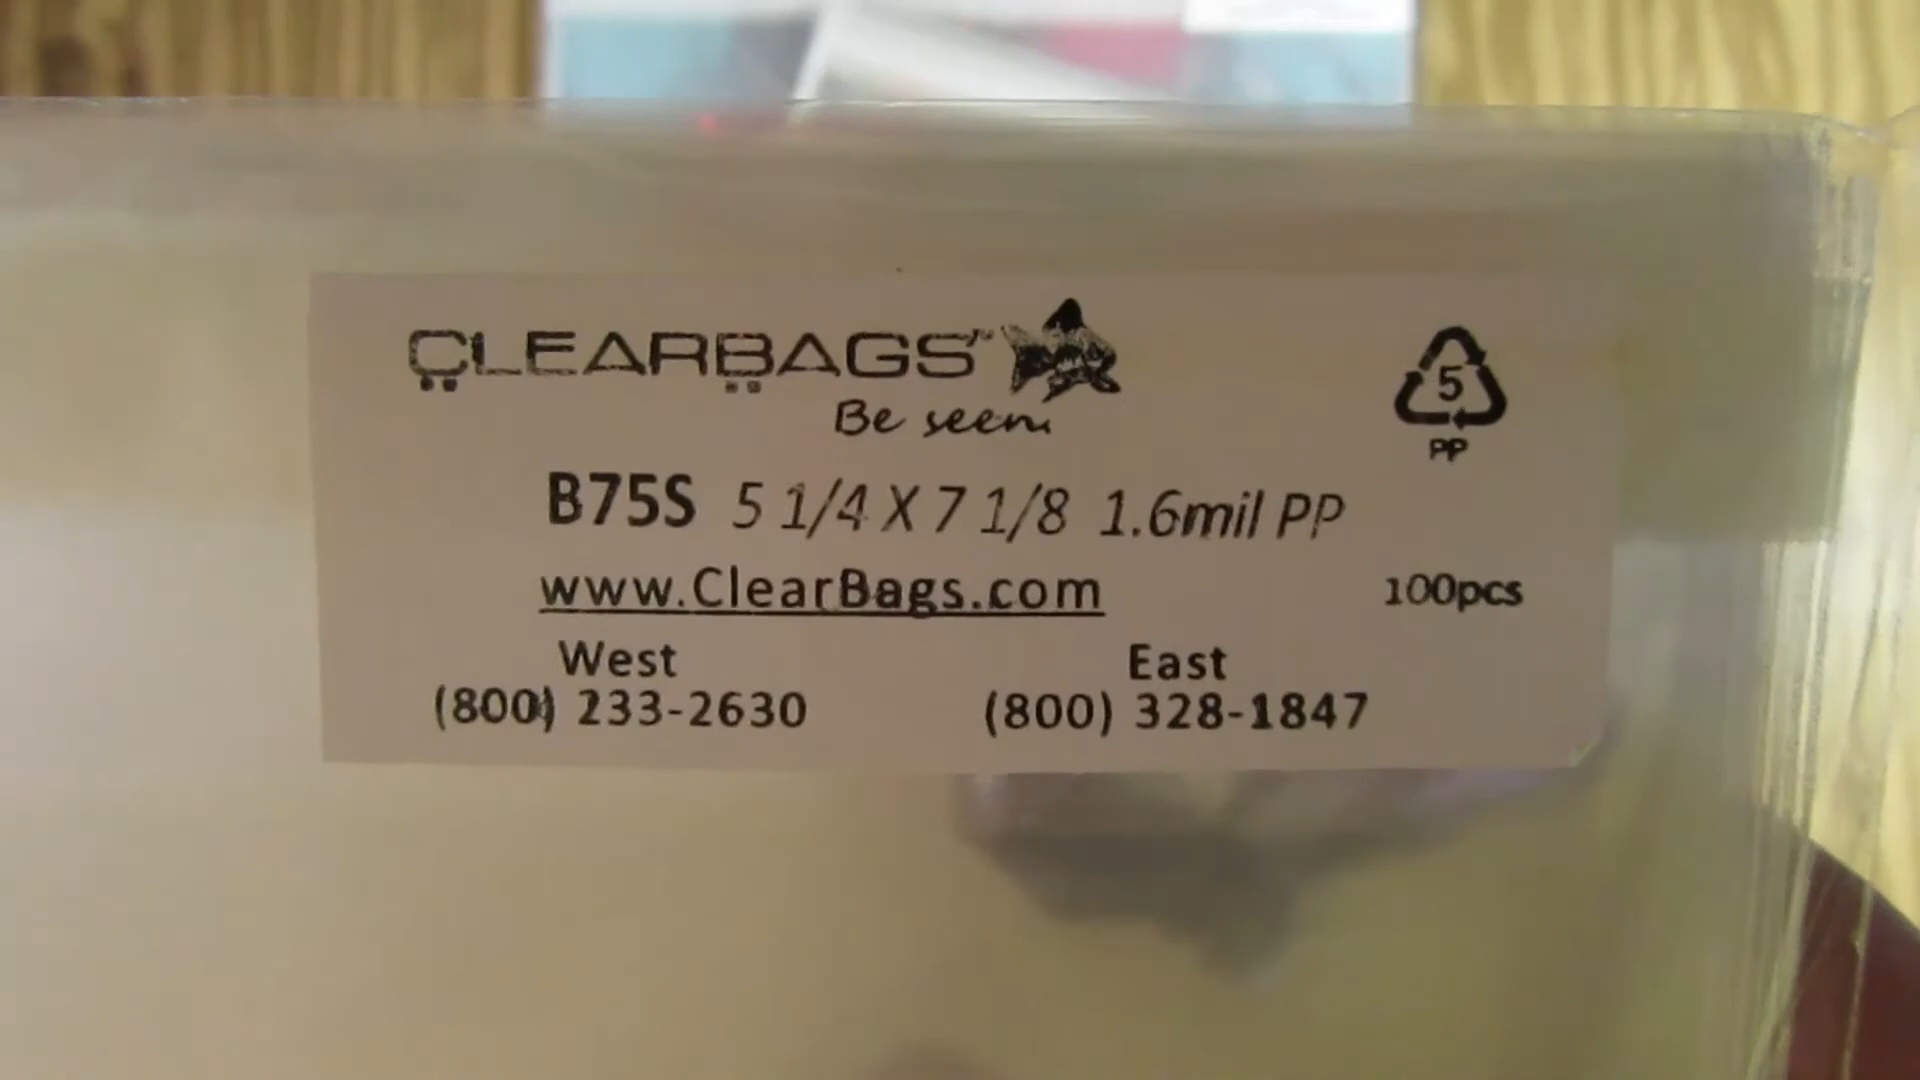 CLEARBAGS™
Be seen.
5
PP
B75S 5 1/4 X 7 1/8 1.6mil PP
www.ClearBags.com 100pcs
West East
(800) 233-2630 (800) 328-1847